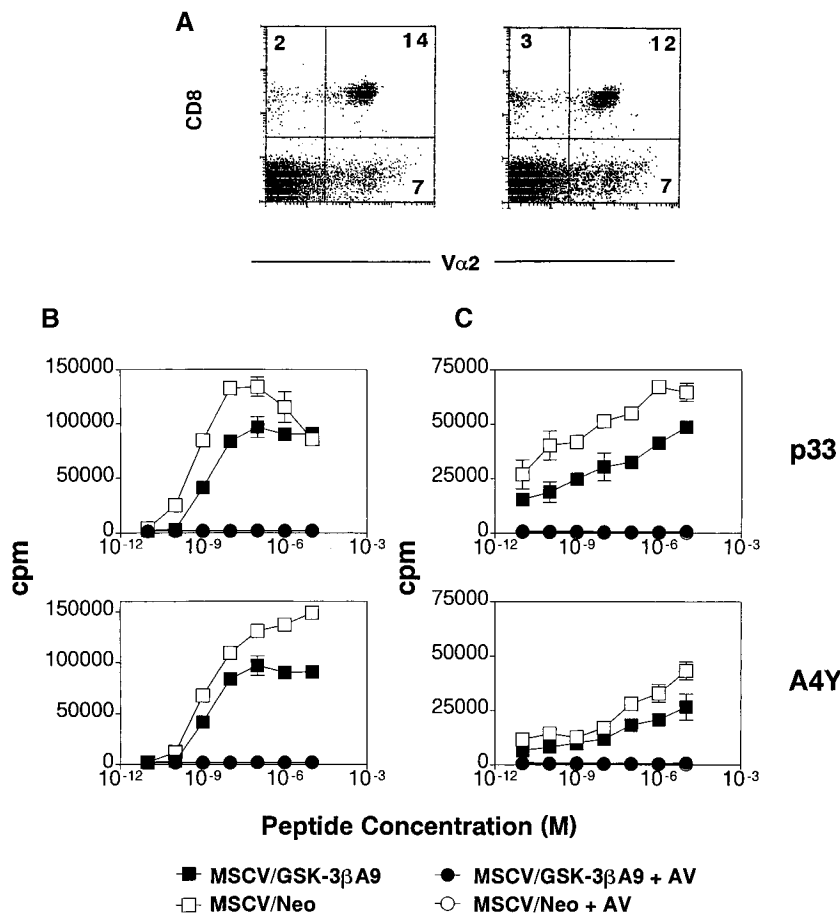 A
2 14
3 12
CD8
7
7
Vα2
B
C
150000
100000
50000
0
10⁻¹² 10⁻⁹ 10⁻⁶ 10⁻³
75000
50000
25000
0
10⁻¹² 10⁻⁹ 10⁻⁶ 10⁻³
p33
cpm
cpm
150000
100000
50000
0
10⁻¹² 10⁻⁹ 10⁻⁶ 10⁻³
75000
50000
25000
0
10⁻¹² 10⁻⁹ 10⁻⁶ 10⁻³
A4Y
Peptide Concentration (M)
MSCV/GSK-3βA9
MSCV/GSK-3βA9 + AV
MSCV/Neo
MSCV/Neo + AV